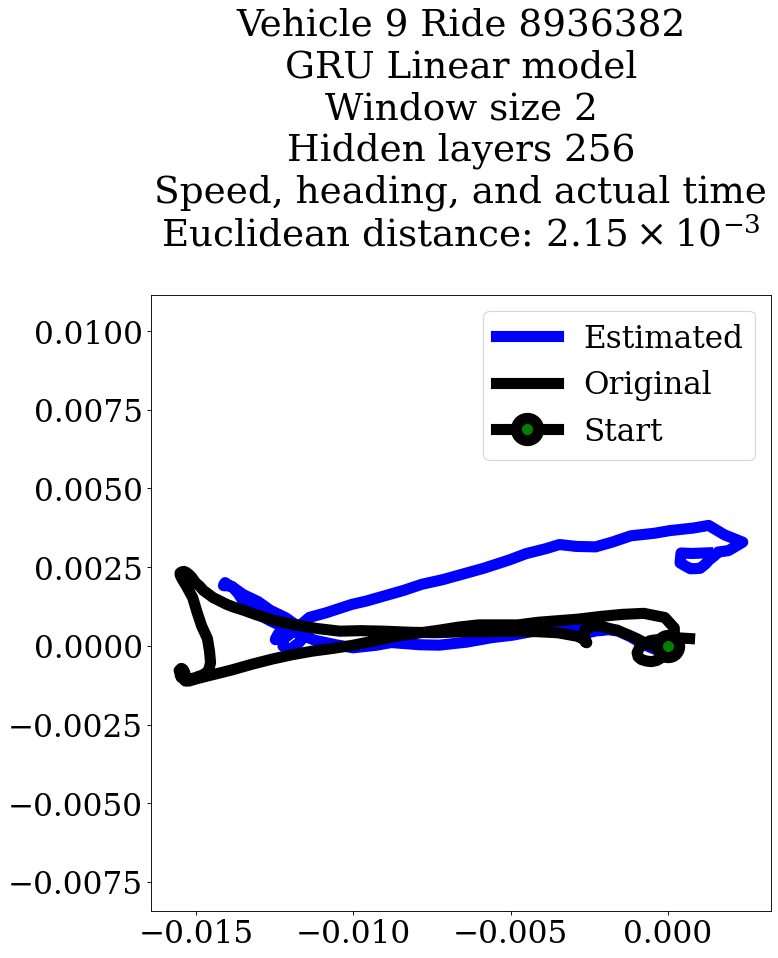 Vehicle 9 Ride 8936382
GRU Linear model
Window size 2
Hidden layers 256
Speed, heading, and actual time
Euclidean distance: 2.15 × 10⁻³
Estimated
Original
Start
0.0100
0.0075
0.0050
0.0025
0.0000
−0.0025
−0.0050
−0.0075
−0.015 −0.010 −0.005 0.000